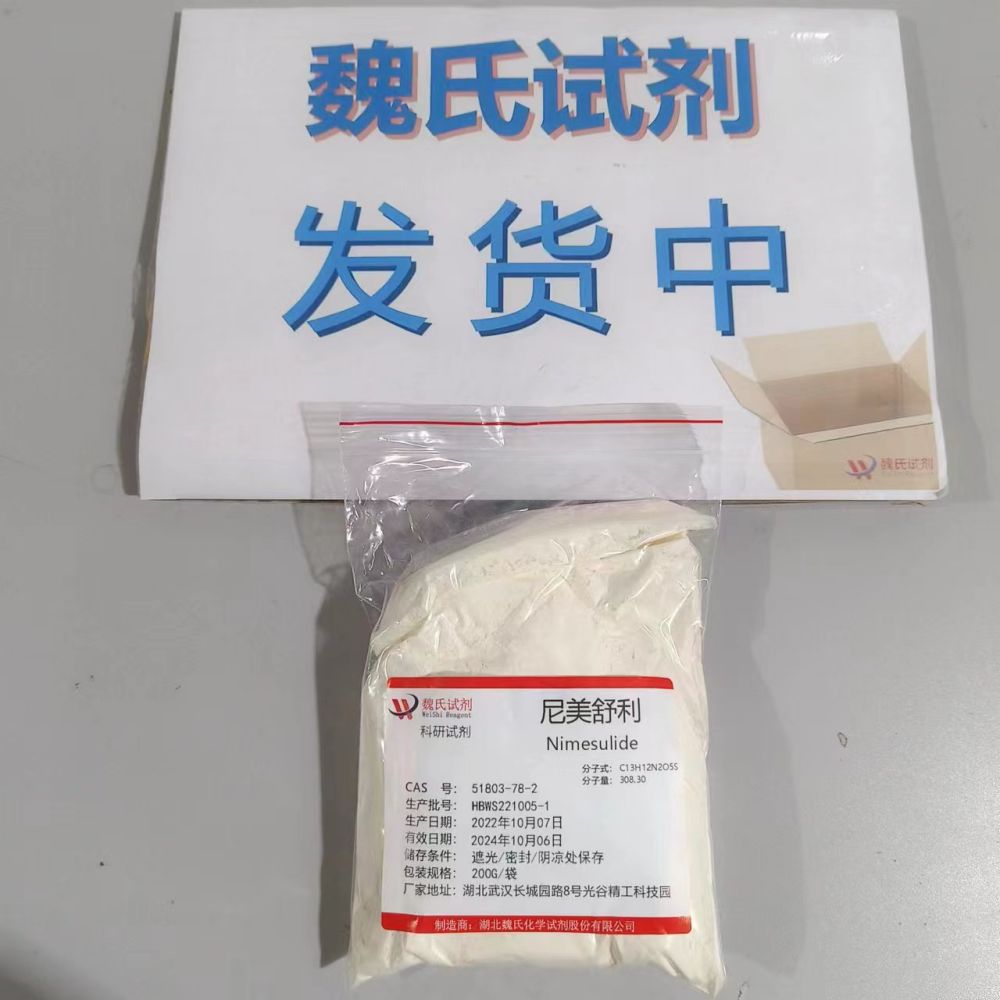 魏氏试剂
发货中
魏氏试剂
魏氏试剂
WeiShi Reagent
科研试剂
尼美舒利
Nimesulide
分子式: C13H12N2O5S
分子量: 308.30
CAS 号: 51803-78-2
生产批号: HBWS221005-1
生产日期: 2022年10月07日
有效日期: 2024年10月06日
储存条件: 遮光/密封/阴凉处保存
包装规格: 200G/袋
厂家地址: 湖北武汉长城园路8号光谷精工科技园
制造商: 湖北魏氏化学试剂股份有限公司